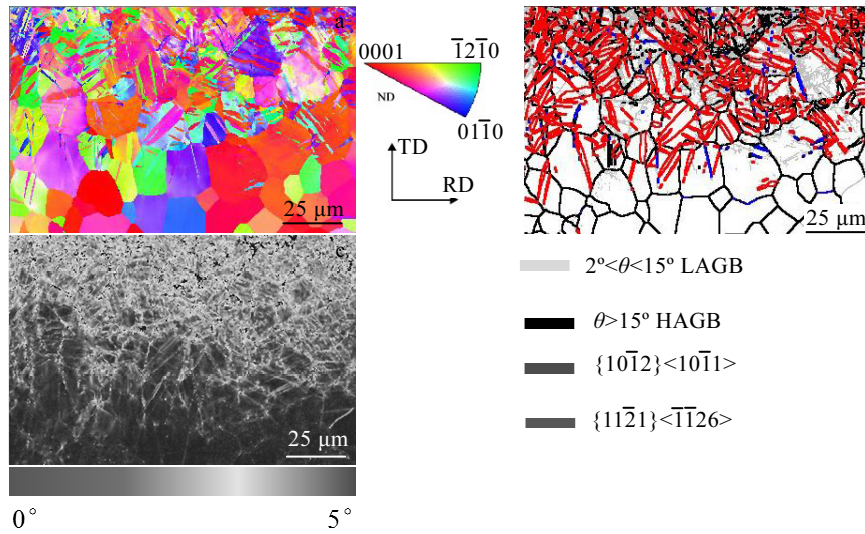 a
25 μm
0001
1̅21̅0
ND
011̅0
TD
RD
b
25 μm
c
25 μm
0° 5°
2º<θ<15º LAGB
θ>15º HAGB
{101̅2}<101̅1>
{112̅1}<1̅1̅26>